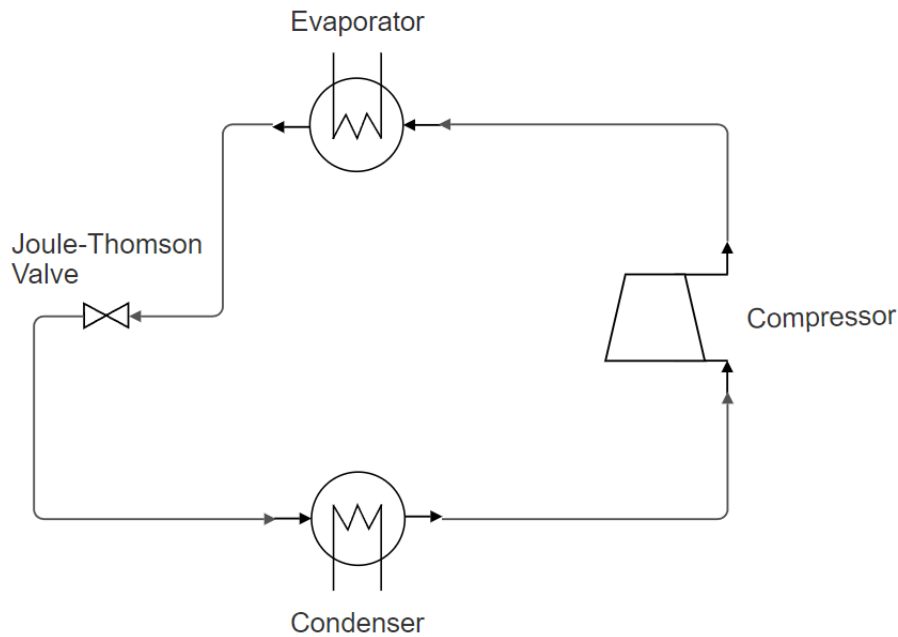 Evaporator
Joule-Thomson
Valve
Compressor
Condenser